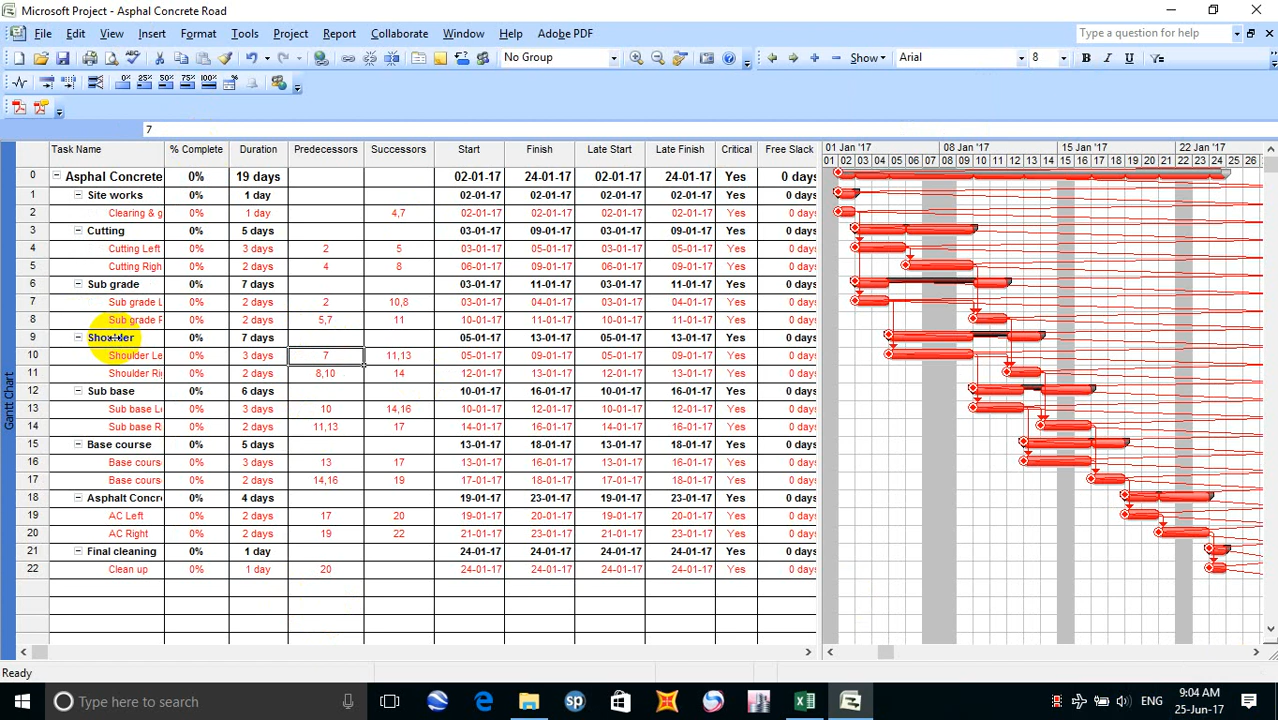 Microsoft Project - Asphal Concrete Road
File Edit View Insert Format Tools Project Report Collaborate Window Help Adobe PDF
Type a question for help
No Group
Show
Arial
8
B I U
0% 25% 50% 75% 100%
7
Task Name % Complete Duration Predecessors Successors Start Finish Late Start Late Finish Critical Free Slack
01 Jan '17 08 Jan '17 15 Jan '17 22 Jan '17
01 02 03 04 05 06 07 08 09 10 11 12 13 14 15 16 17 18 19 20 21 22 23 24 25 26
0 Asphal Concrete 0% 19 days 02-01-17 24-01-17 02-01-17 24-01-17 Yes 0 days
1 Site works 0% 1 day 02-01-17 02-01-17 02-01-17 02-01-17 Yes 0 days
2 Clearing & g 0% 1 day 4,7 02-01-17 02-01-17 02-01-17 02-01-17 Yes 0 days
3 Cutting 0% 5 days 03-01-17 09-01-17 03-01-17 09-01-17 Yes 0 days
4 Cutting Left 0% 3 days 2 5 03-01-17 05-01-17 03-01-17 05-01-17 Yes 0 days
5 Cutting Righ 0% 2 days 4 8 06-01-17 09-01-17 06-01-17 09-01-17 Yes 0 days
6 Sub grade 0% 7 days 03-01-17 11-01-17 03-01-17 11-01-17 Yes 0 days
7 Sub grade L 0% 2 days 2 10,8 03-01-17 04-01-17 03-01-17 04-01-17 Yes 0 days
8 Sub grade F 0% 2 days 5,7 11 10-01-17 11-01-17 10-01-17 11-01-17 Yes 0 days
9 Shoulder 0% 7 days 05-01-17 13-01-17 05-01-17 13-01-17 Yes 0 days
10 Shoulder Le 0% 3 days 7 11,13 05-01-17 09-01-17 05-01-17 09-01-17 Yes 0 days
11 Shoulder Ri 0% 2 days 8,10 14 12-01-17 13-01-17 12-01-17 13-01-17 Yes 0 days
12 Sub base 0% 6 days 10-01-17 16-01-17 10-01-17 16-01-17 Yes 0 days
13 Sub base Le 0% 3 days 10 14,16 10-01-17 12-01-17 10-01-17 12-01-17 Yes 0 days
14 Sub base R 0% 2 days 11,13 17 14-01-17 16-01-17 14-01-17 16-01-17 Yes 0 days
15 Base course 0% 5 days 13-01-17 18-01-17 13-01-17 18-01-17 Yes 0 days
16 Base cours 0% 3 days 13 17 13-01-17 16-01-17 13-01-17 16-01-17 Yes 0 days
17 Base cours 0% 2 days 14,16 19 17-01-17 18-01-17 17-01-17 18-01-17 Yes 0 days
18 Asphalt Concr 0% 4 days 19-01-17 23-01-17 19-01-17 23-01-17 Yes 0 days
19 AC Left 0% 2 days 17 20 19-01-17 20-01-17 19-01-17 20-01-17 Yes 0 days
20 AC Right 0% 2 days 19 22 21-01-17 23-01-17 21-01-17 23-01-17 Yes 0 days
21 Final cleaning 0% 1 day 24-01-17 24-01-17 24-01-17 24-01-17 Yes 0 days
22 Clean up 0% 1 day 20 24-01-17 24-01-17 24-01-17 24-01-17 Yes 0 days
Gantt Chart
Ready
Type here to search
sp
ENG
9:04 AM
25-Jun-17